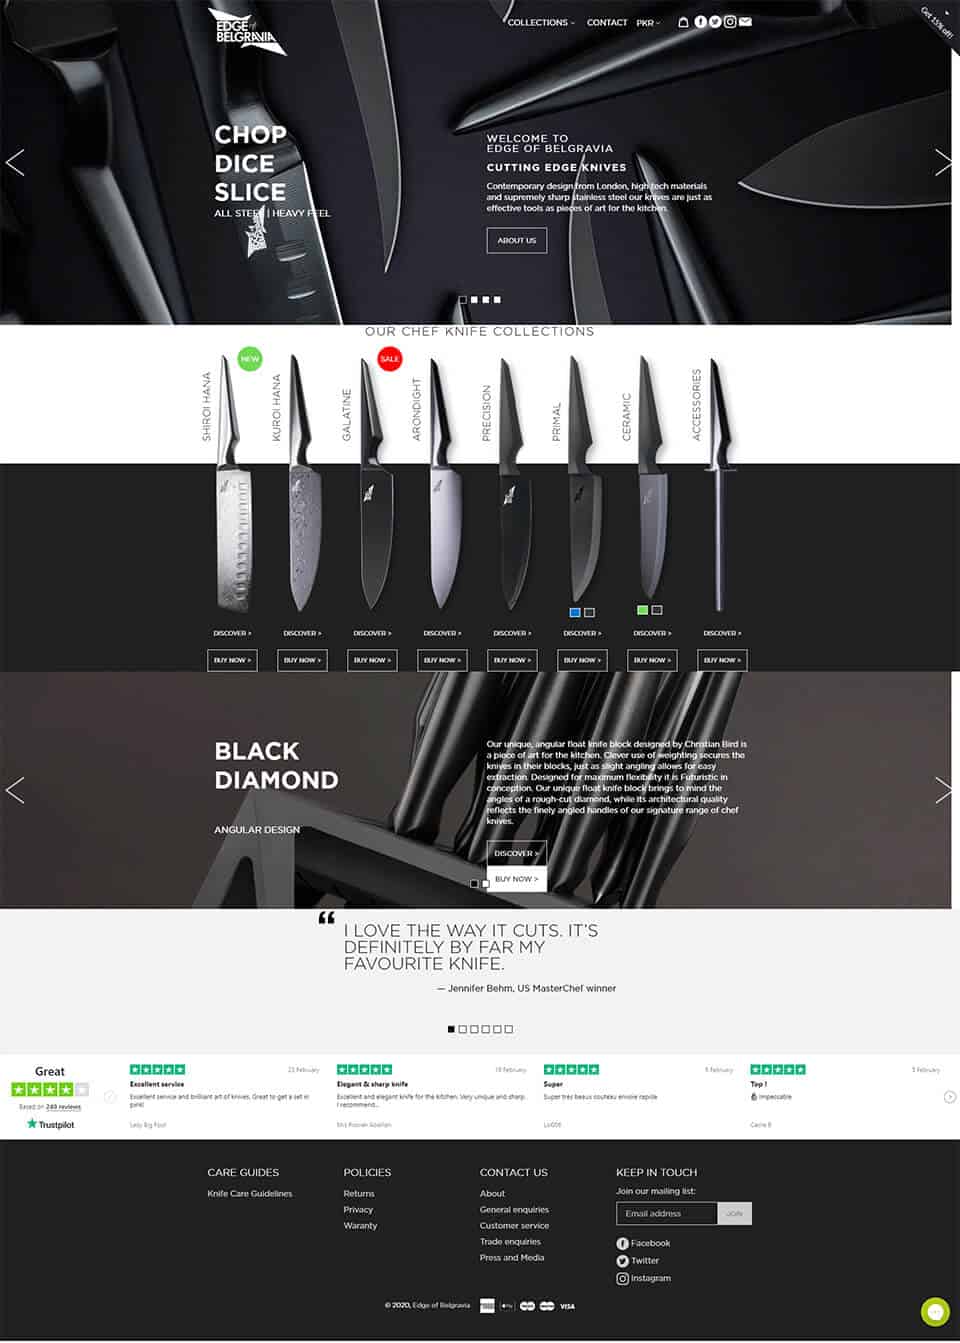 EDGE of
BELGRAVIA
COLLECTIONS
CONTACT
PKR
Get 15% off!
CHOP
DICE
SLICE
ALL STEEL | HEAVY FEEL
WELCOME TO
EDGE OF BELGRAVIA
CUTTING EDGE KNIVES
Contemporary design from London, high tech materials
and supremely sharp stainless steel our knives are just as
effective tools as pieces of art for the kitchen.
ABOUT US
OUR CHEF KNIFE COLLECTIONS
NEW
SALE
SHIROI HANA
KUROI HANA
GALATINE
ARONDIGHT
PRECISION
PRIMAL
CERAMIC
ACCESSORIES
DISCOVER > DISCOVER > DISCOVER > DISCOVER > DISCOVER > DISCOVER > DISCOVER > DISCOVER >
BUY NOW > BUY NOW > BUY NOW > BUY NOW > BUY NOW > BUY NOW > BUY NOW > BUY NOW >
BLACK
DIAMOND
ANGULAR DESIGN
Our unique, angular float knife block designed by Christian Bird is
a piece of art for the kitchen. Clever use of weighting secures the
knives in their blocks, just as slight angling allows for easy
extraction. Designed for maximum flexibility it is Futuristic in
conception. Our unique float knife block brings to mind the
angles of a rough-cut diamond, while its architectural quality
reflects the finely angled handles of our signature range of chef
knives.
DISCOVER >
BUY NOW >
“ I LOVE THE WAY IT CUTS. IT’S
DEFINITELY BY FAR MY
FAVOURITE KNIFE.
— Jennifer Behm, US MasterChef winner
Great
Based on 249 reviews
Trustpilot
Excellent service
Excellent service and brilliant art of knives. Great to get a set in
pink!
Lady Big Foot
Elegant & sharp knife
Excellent and elegant knife for the kitchen. Very unique and sharp.
I recommend...
Super
Super très beaux couteau envoie rapide
5 February
Top !
Impeccable
CARE GUIDES
Knife Care Guidelines
POLICIES
Returns
Privacy
Waranty
CONTACT US
About
General enquiries
Customer service
Trade enquiries
Press and Media
KEEP IN TOUCH
Join our mailing list:
Email address
JOIN
Facebook
Twitter
Instagram
© 2020, Edge of Belgravia
VISA